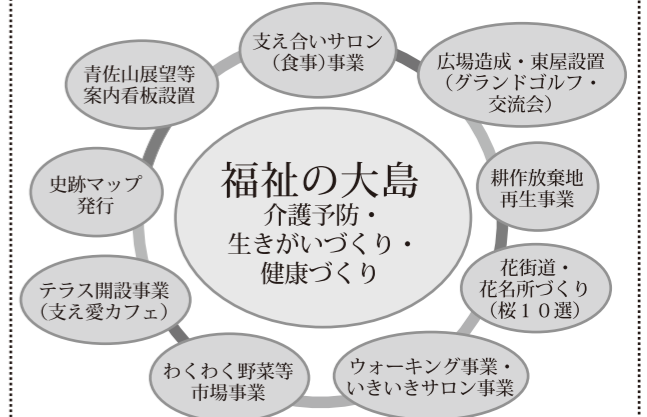 支え合いサロン
（食事）事業
広場造成・東屋設置
（グランドゴルフ・
交流会）
耕作放棄地
再生事業
花街道・
花名所づくり
（桜１０選）
ウォーキング事業・
いきいきサロン事業
わくわく野菜等
市場事業
テラス開設事業
（支え愛カフェ）
史跡マップ
発行
青佐山展望等
案内看板設置
福祉の大島
介護予防・
生きがいづくり・
健康づくり